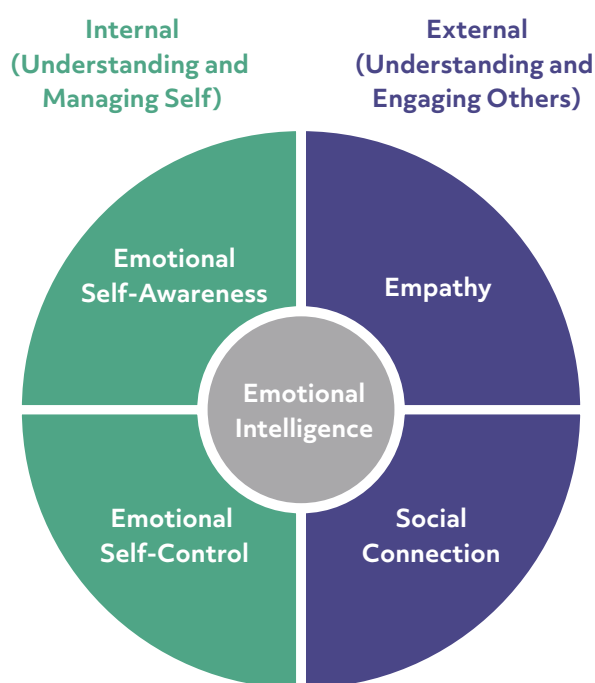 Internal
(Understanding and
Managing Self)
External
(Understanding and
Engaging Others)
Emotional
Self-Awareness
Empathy
Emotional
Intelligence
Emotional
Self-Control
Social
Connection